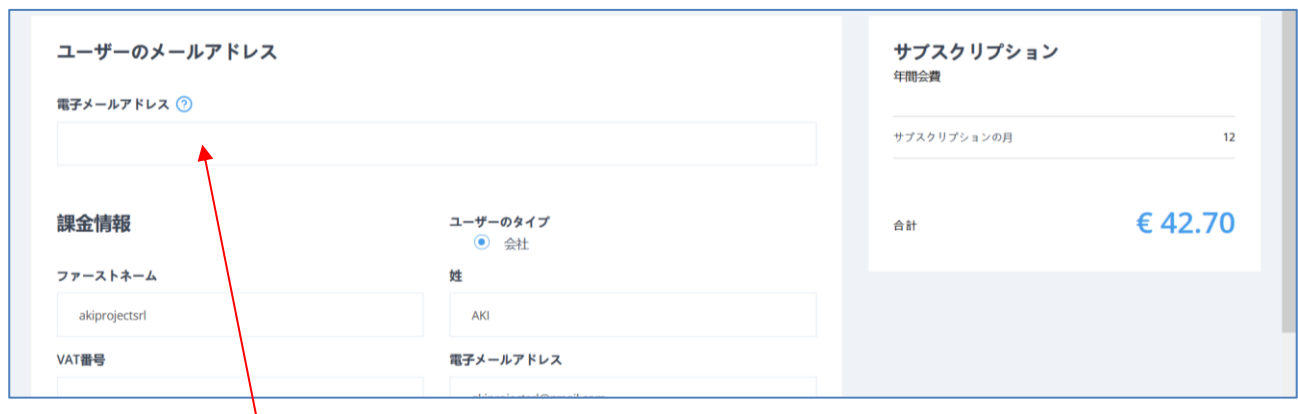 ユーザーのメールアドレス
電子メールアドレス ?
課金情報
ユーザーのタイプ
会社
ファーストネーム
姓
akiprojectsrl
AKI
VAT番号
電子メールアドレス
サブスクリプション
年間会費
サブスクリプションの月 12
合計 € 42.70